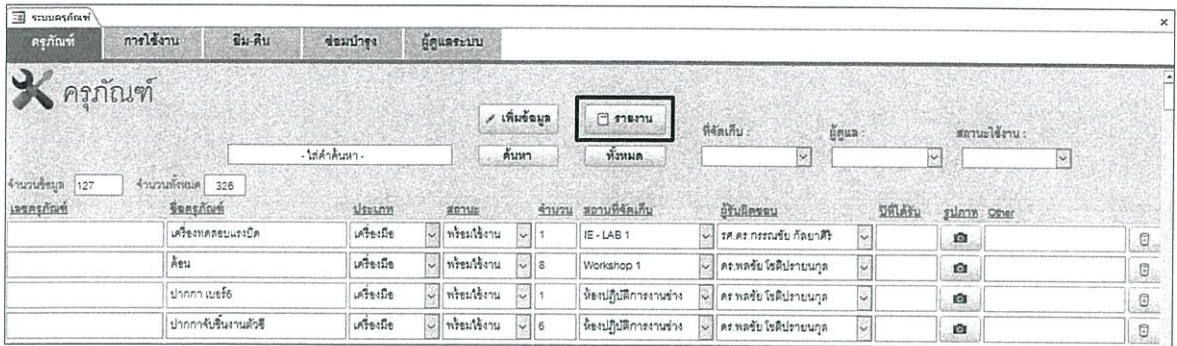 ระบบครุภัณฑ์
ครุภัณฑ์ การใช้งาน ยืม-คืน ซ่อมบำรุง ผู้ดูแลระบบ
ครุภัณฑ์
เพิ่มข้อมูล รายงาน ที่จัดเก็บ : ผู้ดูแล : สถานะใช้งาน :
- ใส่คำค้นหา - ค้นหา ทั้งหมด
จำนวนข้อมูล 127 จำนวนทั้งหมด 326
เลขครุภัณฑ์ ชื่อครุภัณฑ์ ประเภท สถานะ จำนวน สถานที่จัดเก็บ ผู้รับผิดชอบ ปีที่ได้รับ รูปภาพ Other
เครื่องทดสอบแรงบิด เครื่องมือ พร้อมใช้งาน 1 IE - LAB 1 รศ.ดร.กรรณชัย กัลยาศิริ
ค้อน เครื่องมือ พร้อมใช้งาน 8 Workshop 1 ดร.พลชัย โชติปรายนกุล
ปากกา เบอร์6 เครื่องมือ พร้อมใช้งาน 1 ห้องปฏิบัติการงานช่าง ดร.พลชัย โชติปรายนกุล
ปากกาจับชิ้นงานตัวซี เครื่องมือ พร้อมใช้งาน 6 ห้องปฏิบัติการงานช่าง ดร.พลชัย โชติปรายนกุล